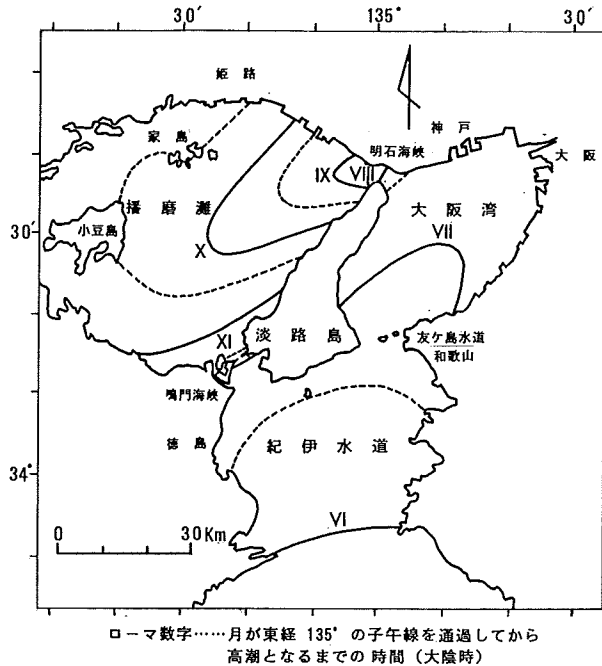 30′ 135° 30′
姫路
神戸
家島
明石海峡
大阪
IX VIII
播磨灘
大阪湾
30′
小豆島
VII
X
XI
淡路島
友ケ島水道
和歌山
鳴門海峡
徳島
紀伊水道
34°
0 30Km
VI
ローマ数字……月が東経 135° の子午線を通過してから
高潮となるまでの時間（太陰時）